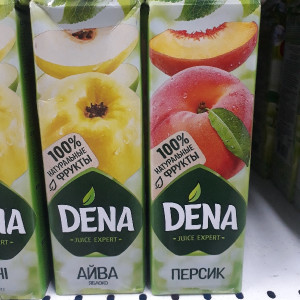 100%
НАТУРАЛЬНЫЕ
ФРУКТЫ
DENA
JUICE EXPERT
АЙВА
ЯБЛОКО
100%
НАТУРАЛЬНЫЕ
ФРУКТЫ
DENA
JUICE EXPERT
ПЕРСИК